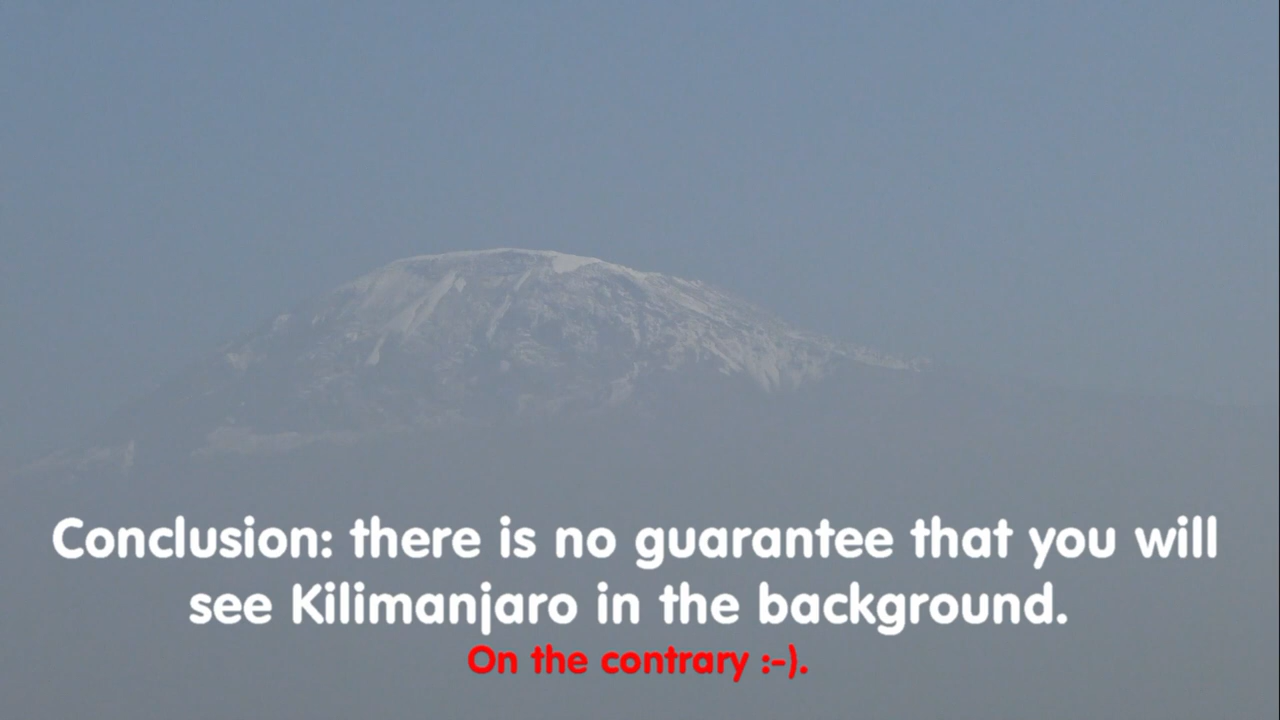 Conclusion: there is no guarantee that you will
see Kilimanjaro in the background.
On the contrary :-).